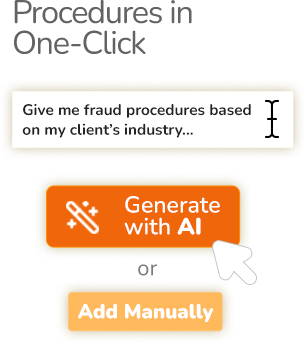 Procedures in
One-Click
Give me fraud procedures based
on my client's industry...
Generate
with AI
or
Add Manually